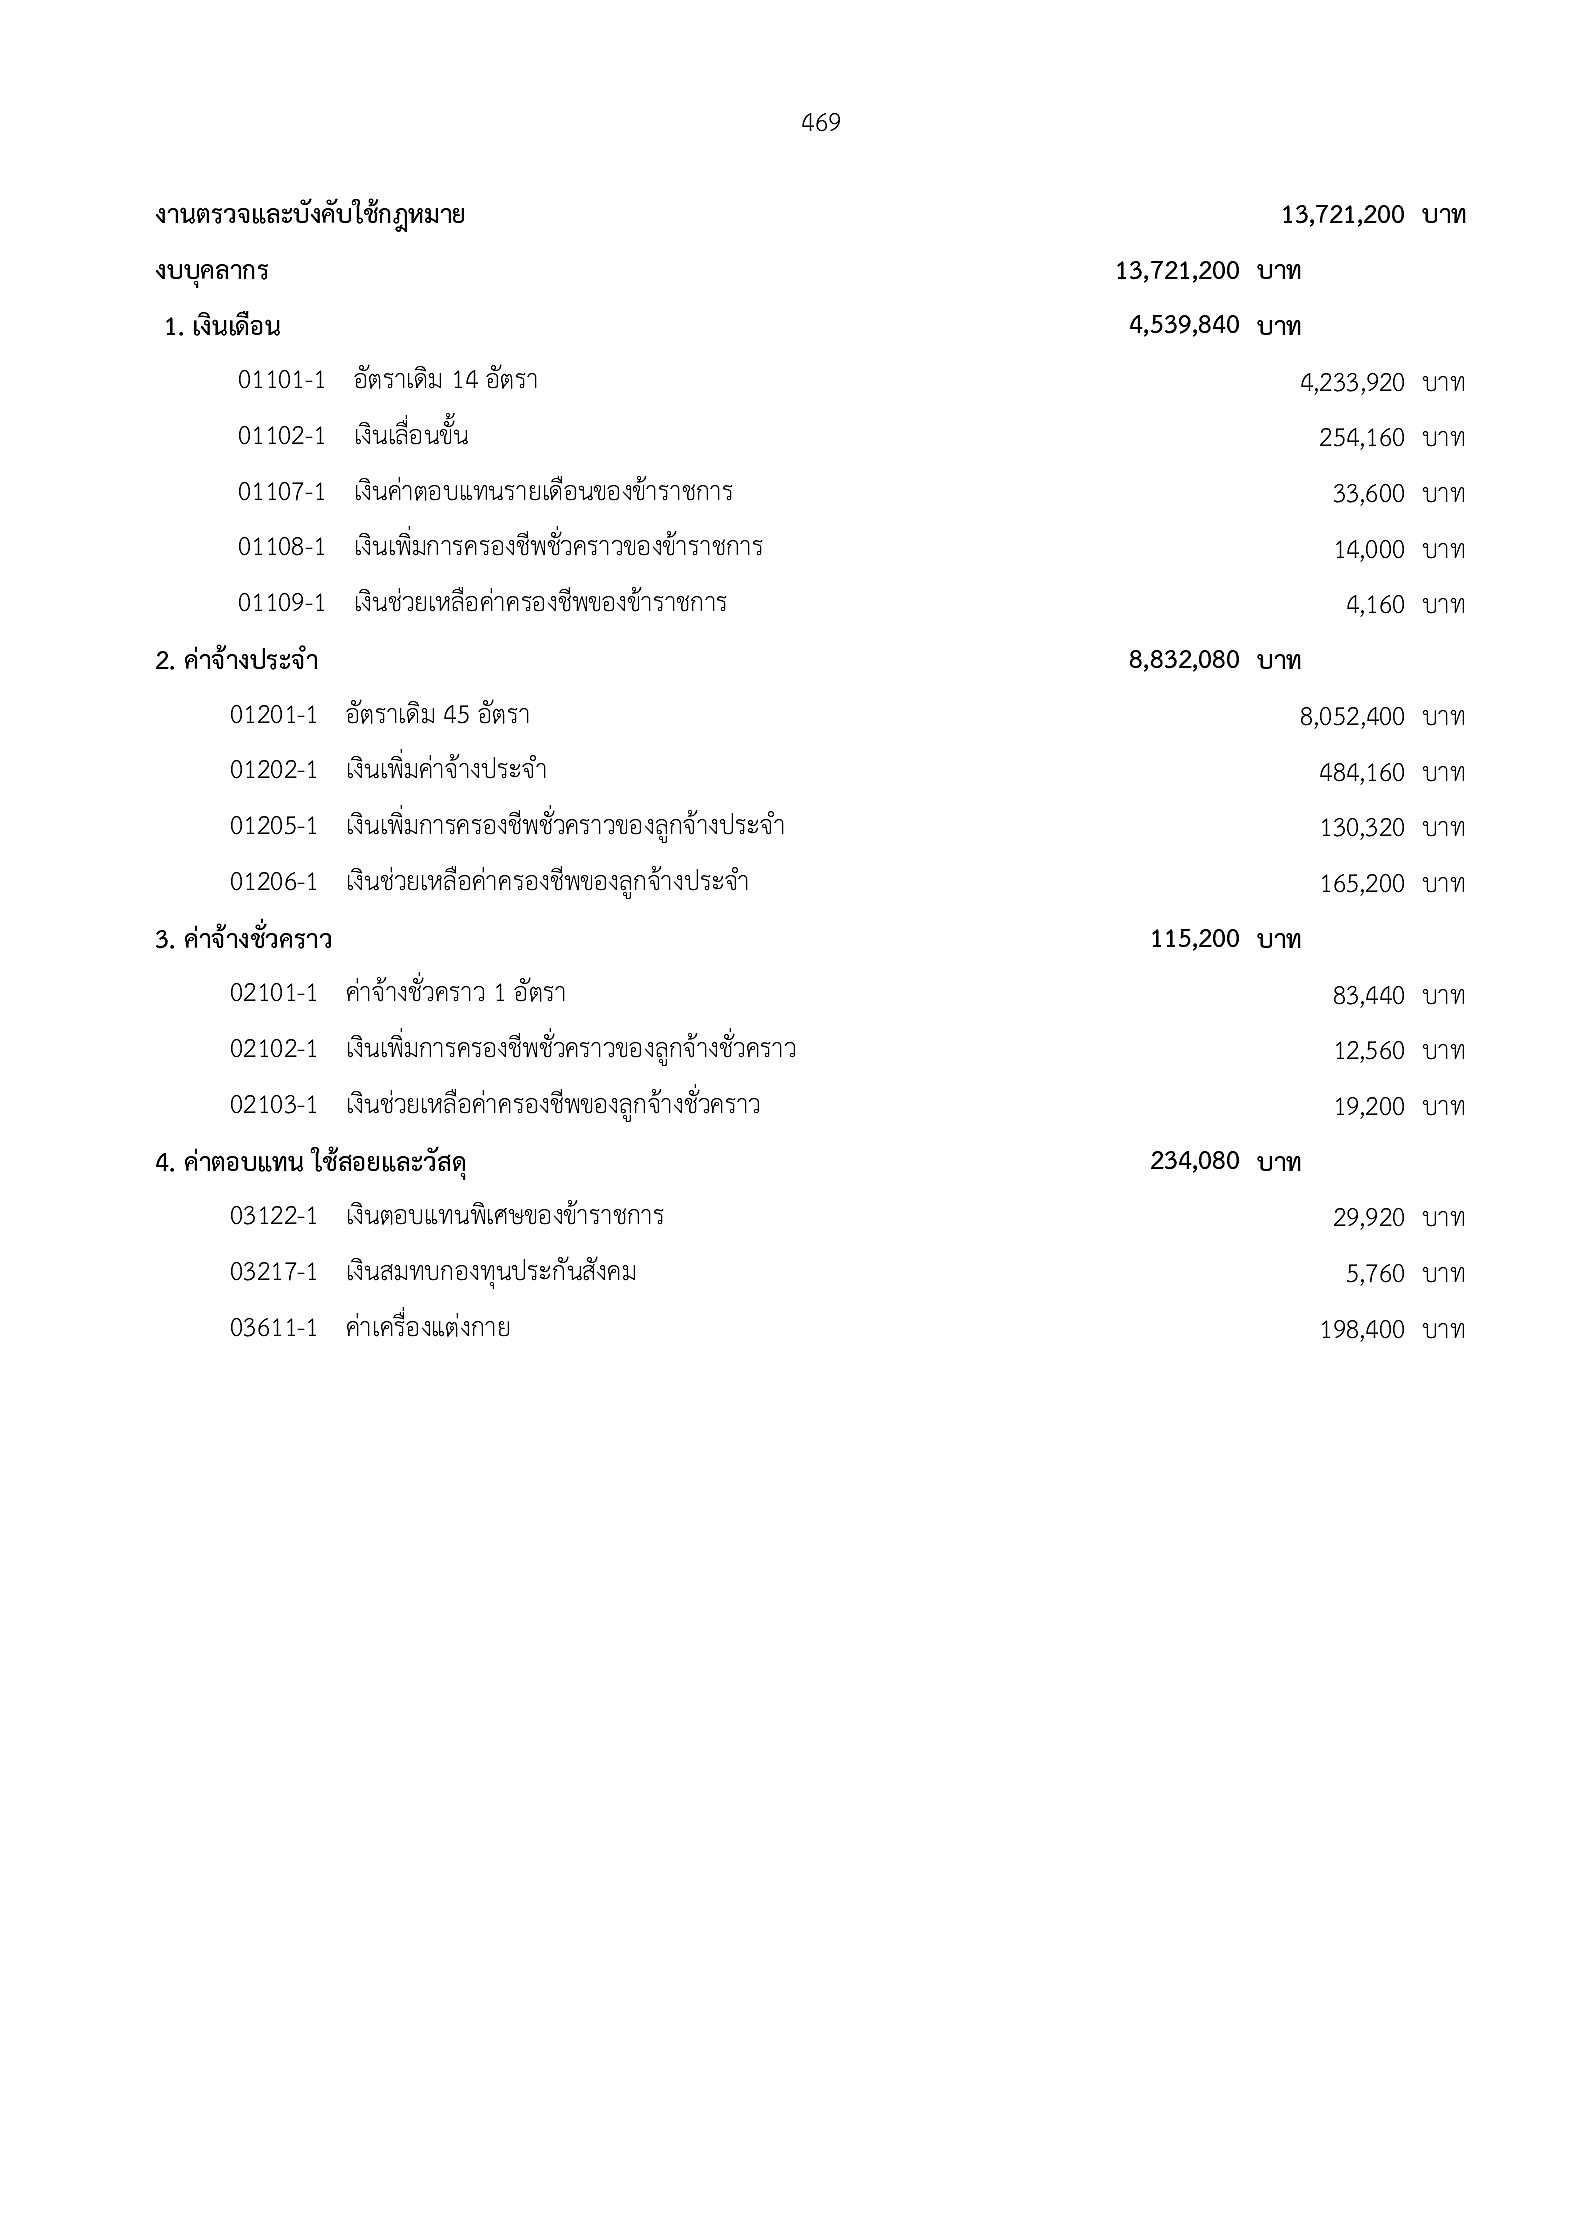 469
งานตรวจและบังคับใช้กฎหมาย 13,721,200 บาท
งบบุคลากร 13,721,200 บาท
1. เงินเดือน 4,539,840 บาท
01101-1 อัตราเดิม 14 อัตรา 4,233,920 บาท
01102-1 เงินเลื่อนขั้น 254,160 บาท
01107-1 เงินค่าตอบแทนรายเดือนของข้าราชการ 33,600 บาท
01108-1 เงินเพิ่มการครองชีพชั่วคราวของข้าราชการ 14,000 บาท
01109-1 เงินช่วยเหลือค่าครองชีพของข้าราชการ 4,160 บาท
2. ค่าจ้างประจำ 8,832,080 บาท
01201-1 อัตราเดิม 45 อัตรา 8,052,400 บาท
01202-1 เงินเพิ่มค่าจ้างประจำ 484,160 บาท
01205-1 เงินเพิ่มการครองชีพชั่วคราวของลูกจ้างประจำ 130,320 บาท
01206-1 เงินช่วยเหลือค่าครองชีพของลูกจ้างประจำ 165,200 บาท
3. ค่าจ้างชั่วคราว 115,200 บาท
02101-1 ค่าจ้างชั่วคราว 1 อัตรา 83,440 บาท
02102-1 เงินเพิ่มการครองชีพชั่วคราวของลูกจ้างชั่วคราว 12,560 บาท
02103-1 เงินช่วยเหลือค่าครองชีพของลูกจ้างชั่วคราว 19,200 บาท
4. ค่าตอบแทน ใช้สอยและวัสดุ 234,080 บาท
03122-1 เงินตอบแทนพิเศษของข้าราชการ 29,920 บาท
03217-1 เงินสมทบกองทุนประกันสังคม 5,760 บาท
03611-1 ค่าเครื่องแต่งกาย 198,400 บาท